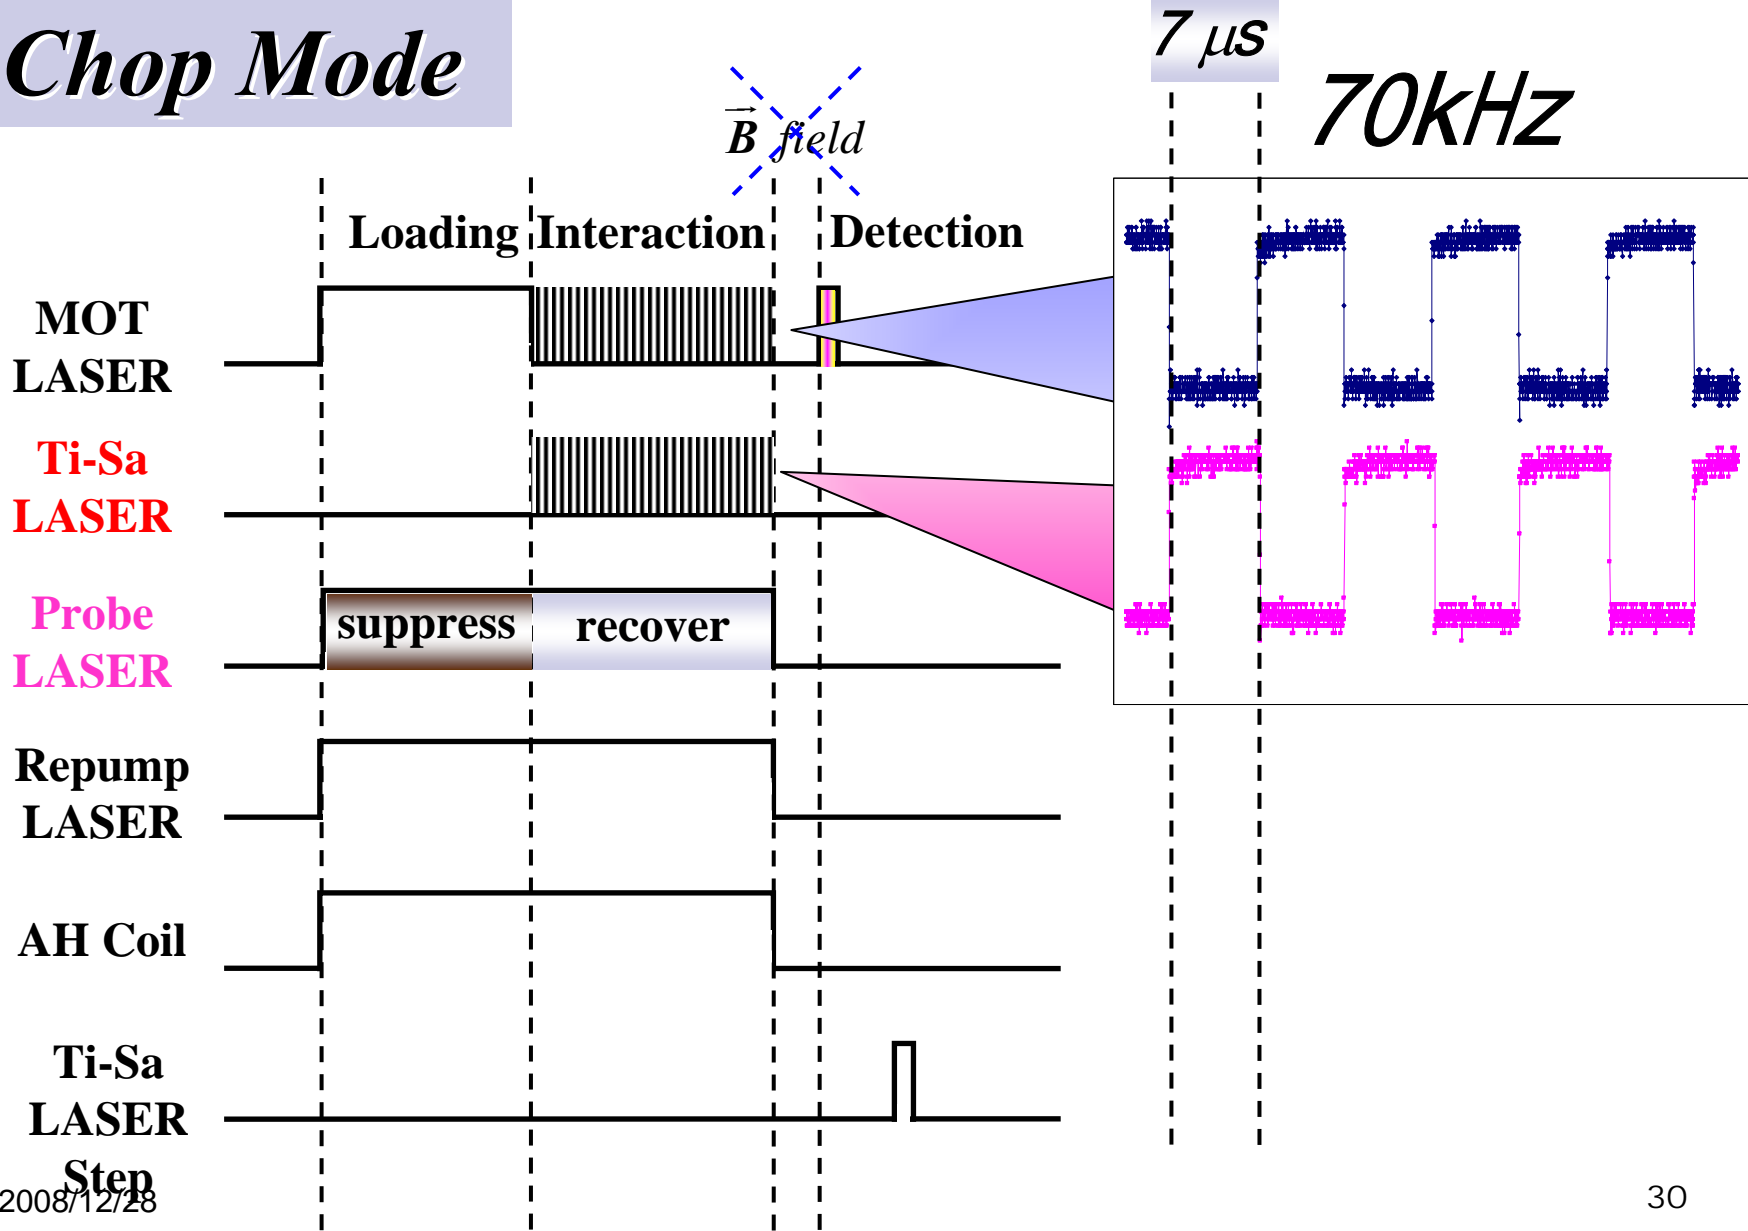 Chop Mode
7 μs
70kHz
B field
Loading Interaction Detection
MOT
LASER
Ti-Sa
LASER
Probe
LASER
suppress recover
Repump
LASER
AH Coil
Ti-Sa
LASER
Step
2008/12/28
30